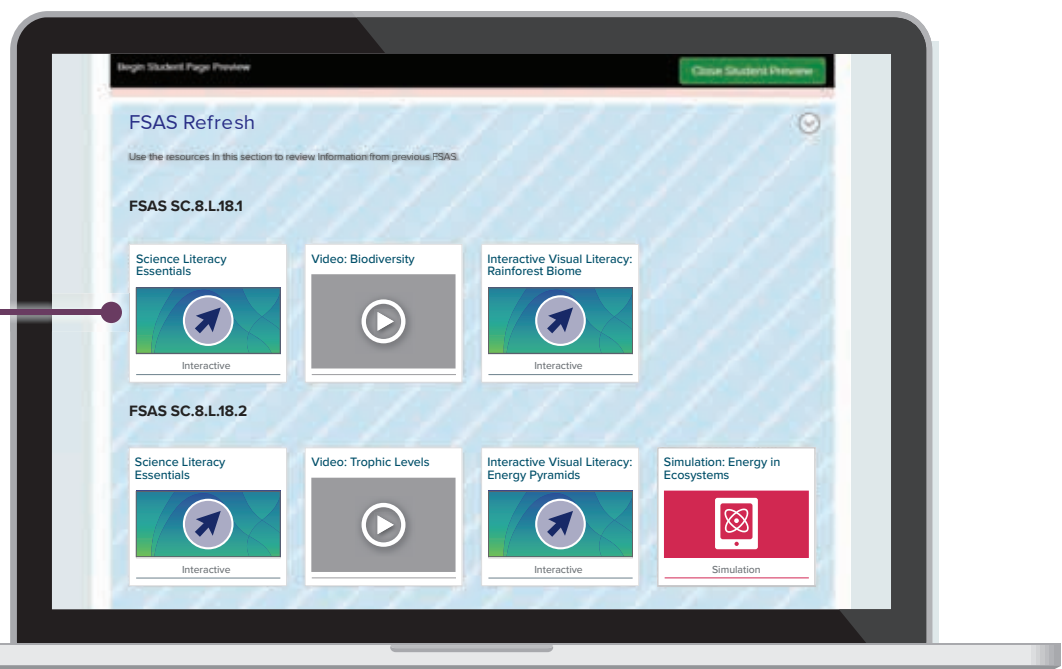 Begin Student Page Preview
Close Student Preview
FSAS Refresh
Use the resources in this section to review information from previous FSAS.
FSAS SC.8.L.18.1
Science Literacy
Essentials
Interactive
Video: Biodiversity
Interactive Visual Literacy:
Rainforest Biome
Interactive
FSAS SC.8.L.18.2
Science Literacy
Essentials
Interactive
Video: Trophic Levels
Interactive Visual Literacy:
Energy Pyramids
Interactive
Simulation: Energy in
Ecosystems
Simulation